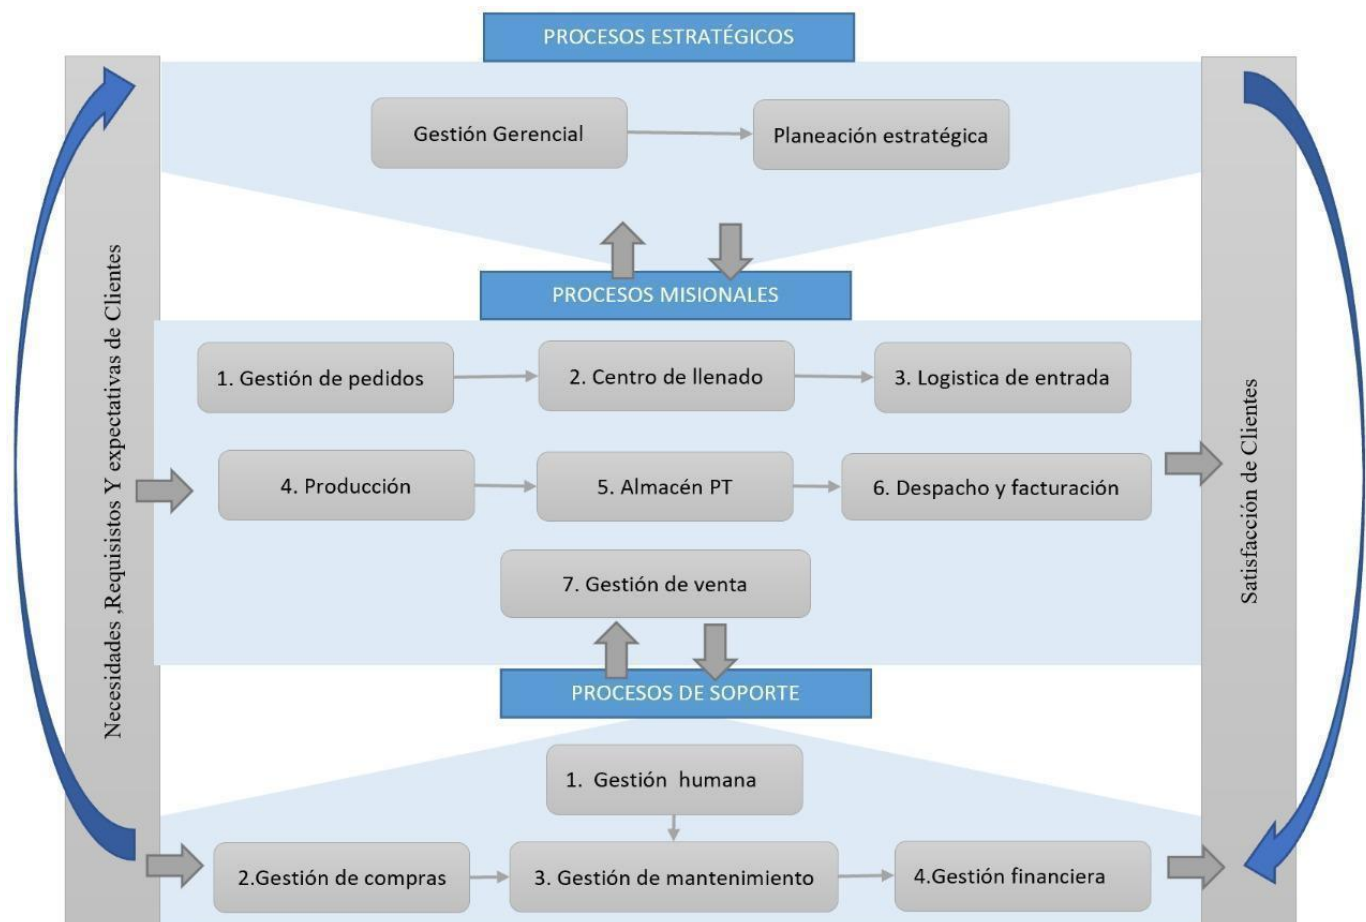 PROCESOS ESTRATÉGICOS
Gestión Gerencial
Planeación estratégica
Necesidades ,Requisistos Y expectativas de Clientes
PROCESOS MISIONALES
1. Gestión de pedidos
2. Centro de llenado
3. Logistica de entrada
4. Producción
5. Almacén PT
6. Despacho y facturación
7. Gestión de venta
Satisfacción de Clientes
PROCESOS DE SOPORTE
1. Gestión humana
2.Gestión de compras
3. Gestión de mantenimiento
4.Gestión financiera